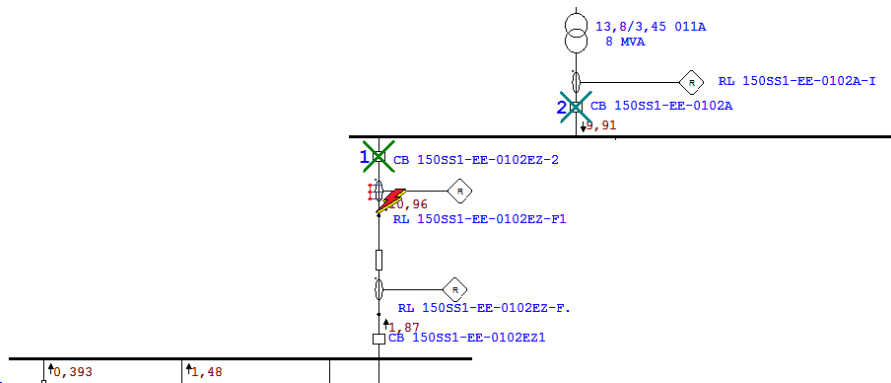 13,8/3,45 011A
8 MVA
R
RL 150SS1-EE-0102A-I
2
CB 150SS1-EE-0102A
9,91
1
CB 150SS1-EE-0102EZ-2
R
RL 150SS1-EE-0102EZ-F1
R
RL 150SS1-EE-0102EZ-F.
1,87
CB 150SS1-EE-0102EZ1
0,393
1,48